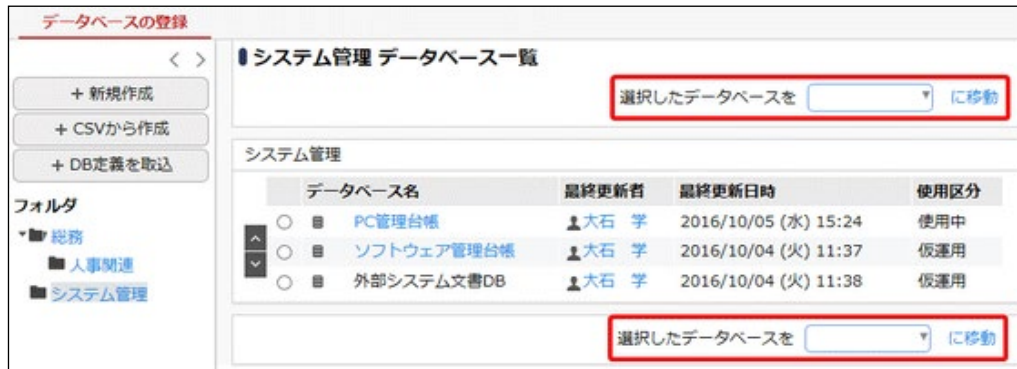 データベースの登録
< >
+ 新規作成
+ CSVから作成
+ DB定義を取込
フォルダ
総務
人事関連
システム管理
システム管理 データベース一覧
選択したデータベースを に移動
システム管理
データベース名 最終更新者 最終更新日時 使用区分
PC管理台帳 大石 学 2016/10/05 (水) 15:24 使用中
ソフトウェア管理台帳 大石 学 2016/10/04 (火) 11:37 仮運用
外部システム文書DB 大石 学 2016/10/04 (火) 11:38 仮運用
選択したデータベースを に移動